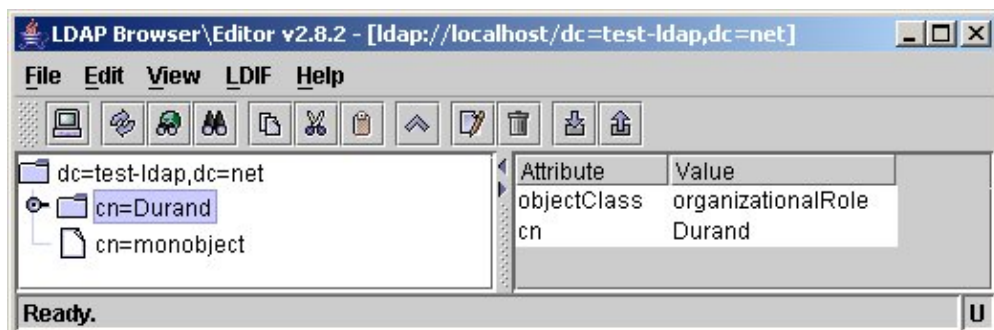 LDAP Browser\Editor v2.8.2 - [ldap://localhost/dc=test-ldap,dc=net]
File Edit View LDIF Help
dc=test-ldap,dc=net
cn=Durand
cn=monobject
Attribute Value
objectClass organizationalRole
cn Durand
Ready. U